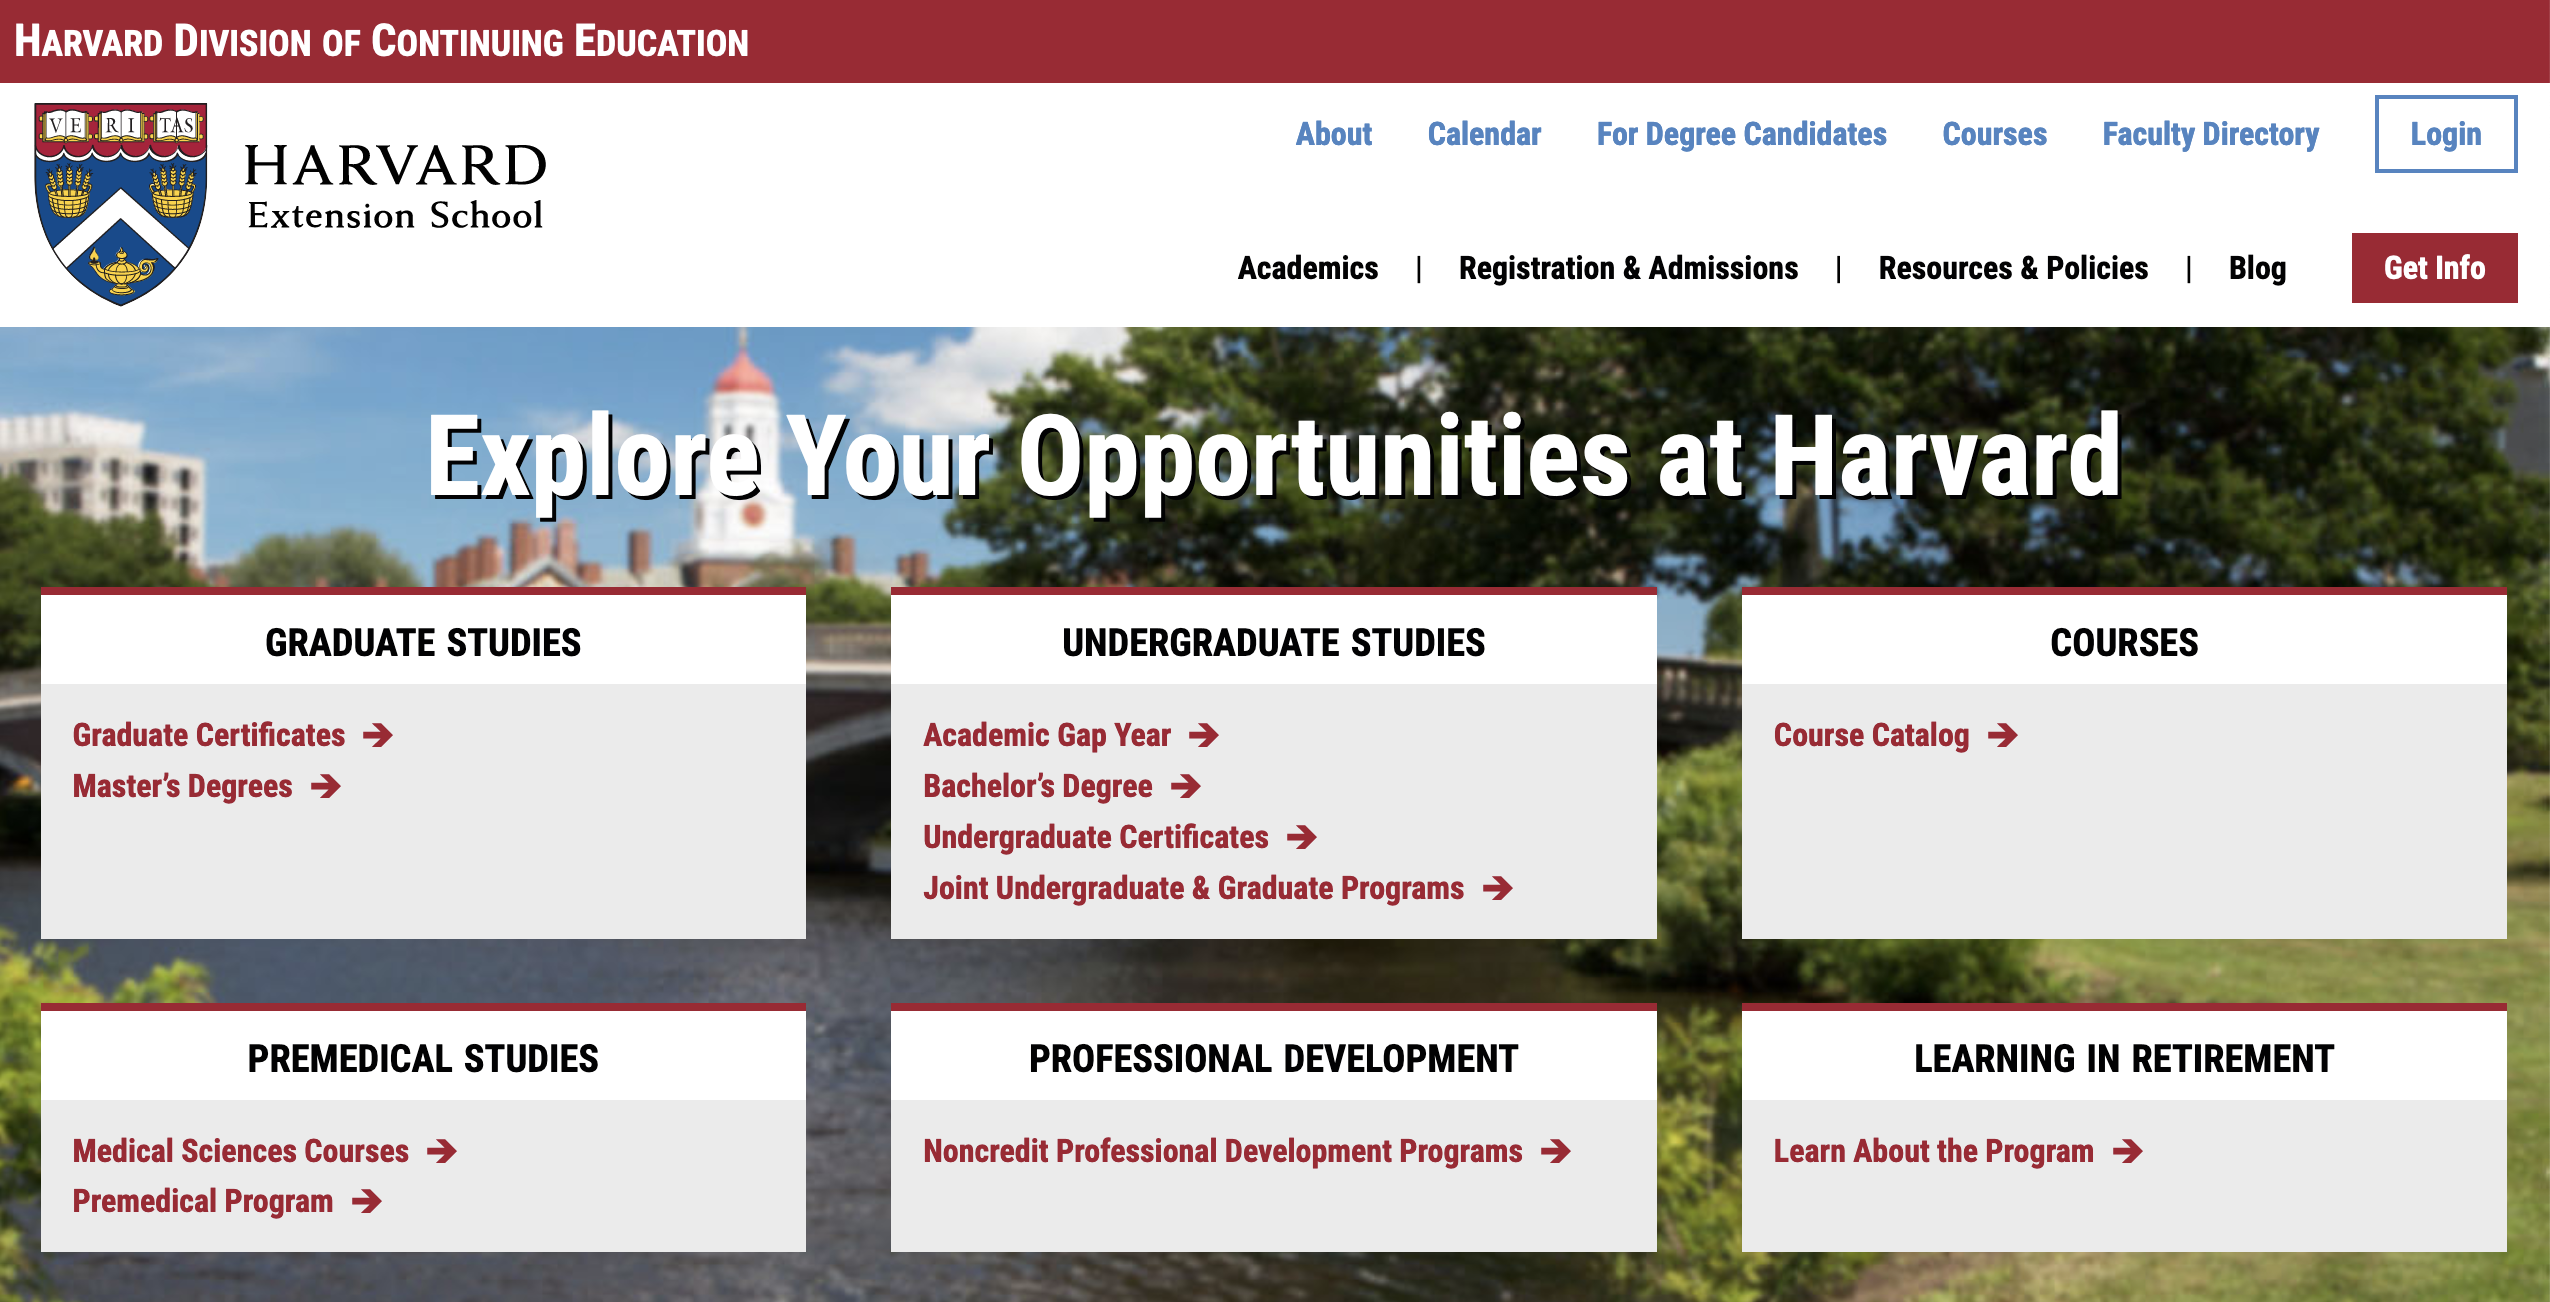 HARVARD DIVISION OF CONTINUING EDUCATION
VE RI TAS
HARVARD
Extension School
About Calendar For Degree Candidates Courses Faculty Directory Login
Academics | Registration & Admissions | Resources & Policies | Blog Get Info
Explore Your Opportunities at Harvard
GRADUATE STUDIES
Graduate Certificates
Master’s Degrees
UNDERGRADUATE STUDIES
Academic Gap Year
Bachelor’s Degree
Undergraduate Certificates
Joint Undergraduate & Graduate Programs
COURSES
Course Catalog
PREMEDICAL STUDIES
Medical Sciences Courses
Premedical Program
PROFESSIONAL DEVELOPMENT
Noncredit Professional Development Programs
LEARNING IN RETIREMENT
Learn About the Program